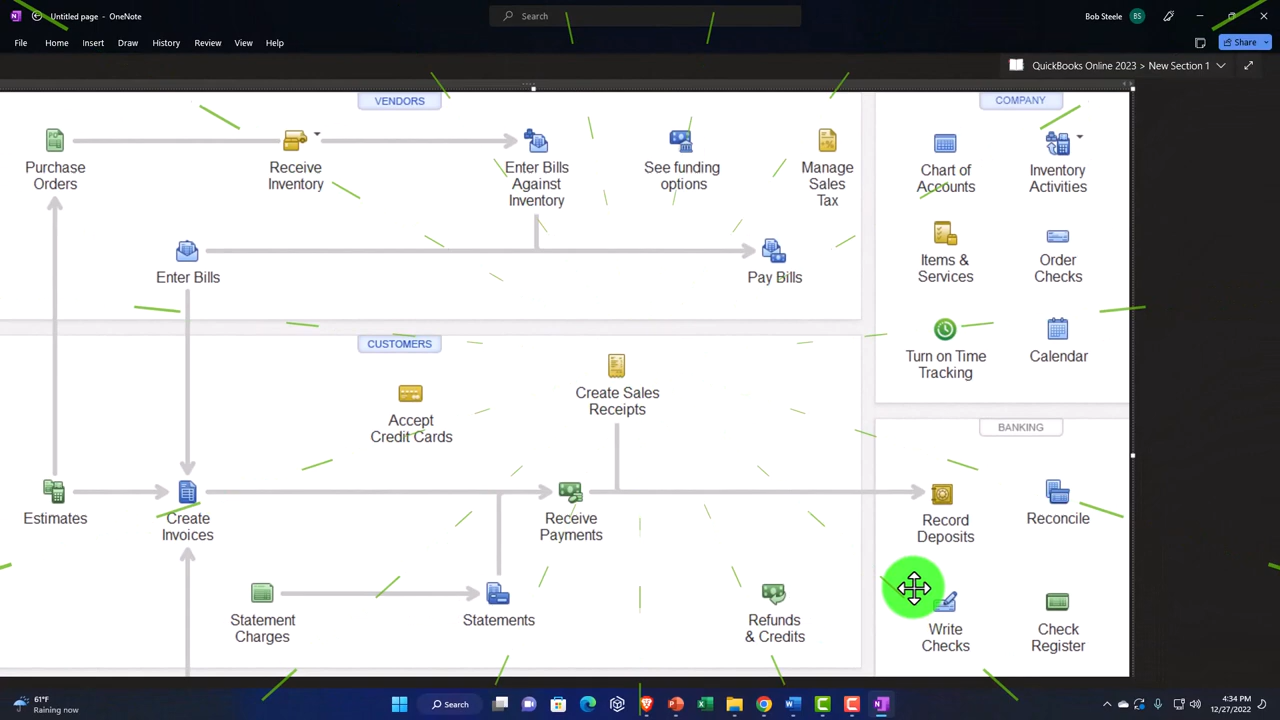 Untitled page - OneNote
Search
Bob Steele
BS
File
Home
Insert
Draw
History
Review
View
Help
Share
QuickBooks Online 2023 > New Section 1
VENDORS
COMPANY
Purchase
Orders
Receive
Inventory
Enter Bills
Against
Inventory
See funding
options
Manage
Sales
Tax
Chart of
Accounts
Inventory
Activities
Enter Bills
Pay Bills
Items &
Services
Order
Checks
CUSTOMERS
Turn on Time
Tracking
Calendar
Create Sales
Receipts
Accept
Credit Cards
BANKING
Estimates
Create
Invoices
Receive
Payments
Record
Deposits
Reconcile
Statement
Charges
Statements
Refunds
& Credits
Write
Checks
Check
Register
61°F
Raining now
Search
4:34 PM
12/27/2022